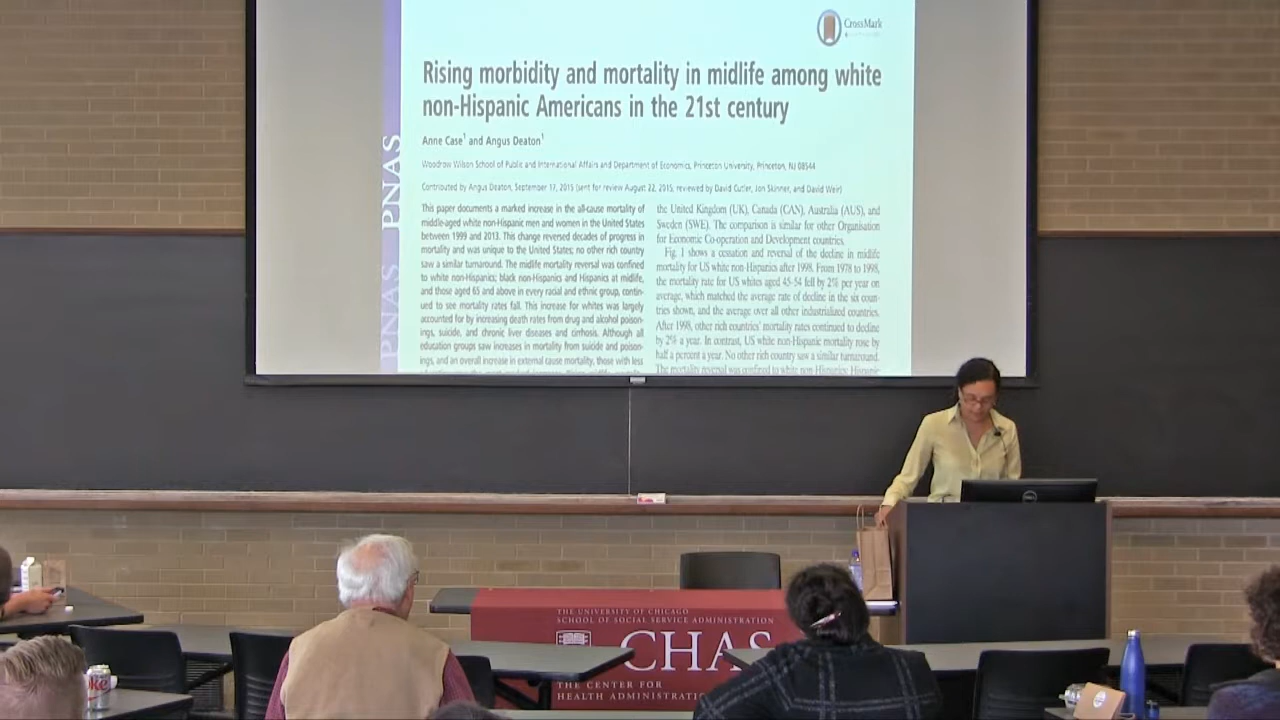 CrossMark
Rising morbidity and mortality in midlife among white
non-Hispanic Americans in the 21st century
Anne Case1 and Angus Deaton1
Woodrow Wilson School of Public and International Affairs and Department of Economics, Princeton University, Princeton, NJ 08544
Contributed by Angus Deaton, September 17, 2015 (sent for review August 22, 2015; reviewed by David Cutler, Jon Skinner, and David Weir)
This paper documents a marked increase in the all-cause mortality of
middle-aged white non-Hispanic men and women in the United States
between 1999 and 2013. This change reversed decades of progress in
mortality and was unique to the United States; no other rich country
saw a similar turnaround. The midlife mortality reversal was confined
to white non-Hispanics; black non-Hispanics and Hispanics at midlife,
and those aged 65 and above in every racial and ethnic group, contin-
ued to see mortality rates fall. This increase for whites was largely
accounted for by increasing death rates from drug and alcohol poison-
ings, suicide, and chronic liver diseases and cirrhosis. Although all
education groups saw increases in mortality from suicide and poison-
ings, and an overall increase in external cause mortality, those with less
the United Kingdom (UK), Canada (CAN), Australia (AUS), and
Sweden (SWE). The comparison is similar for other Organisation
for Economic Co-operation and Development countries.
Fig. 1 shows a cessation and reversal of the decline in midlife
mortality for US white non-Hispanics after 1998. From 1978 to 1998,
the mortality rate for US whites aged 45-54 fell by 2% per year on
average, which matched the average rate of decline in the six coun-
tries shown, and the average over all other industrialized countries.
After 1998, other rich countries' mortality rates continued to decline
by 2% a year. In contrast, US white non-Hispanic mortality rose by
half a percent a year. No other rich country saw a similar turnaround.
The mortality reversal was confined to white non-Hispanics; Hispanic
PNAS PNAS
DELL
THE UNIVERSITY OF CHICAGO
SCHOOL OF SOCIAL SERVICE ADMINISTRATION
CHAS
THE CENTER FOR
HEALTH ADMINISTRATIO
oke